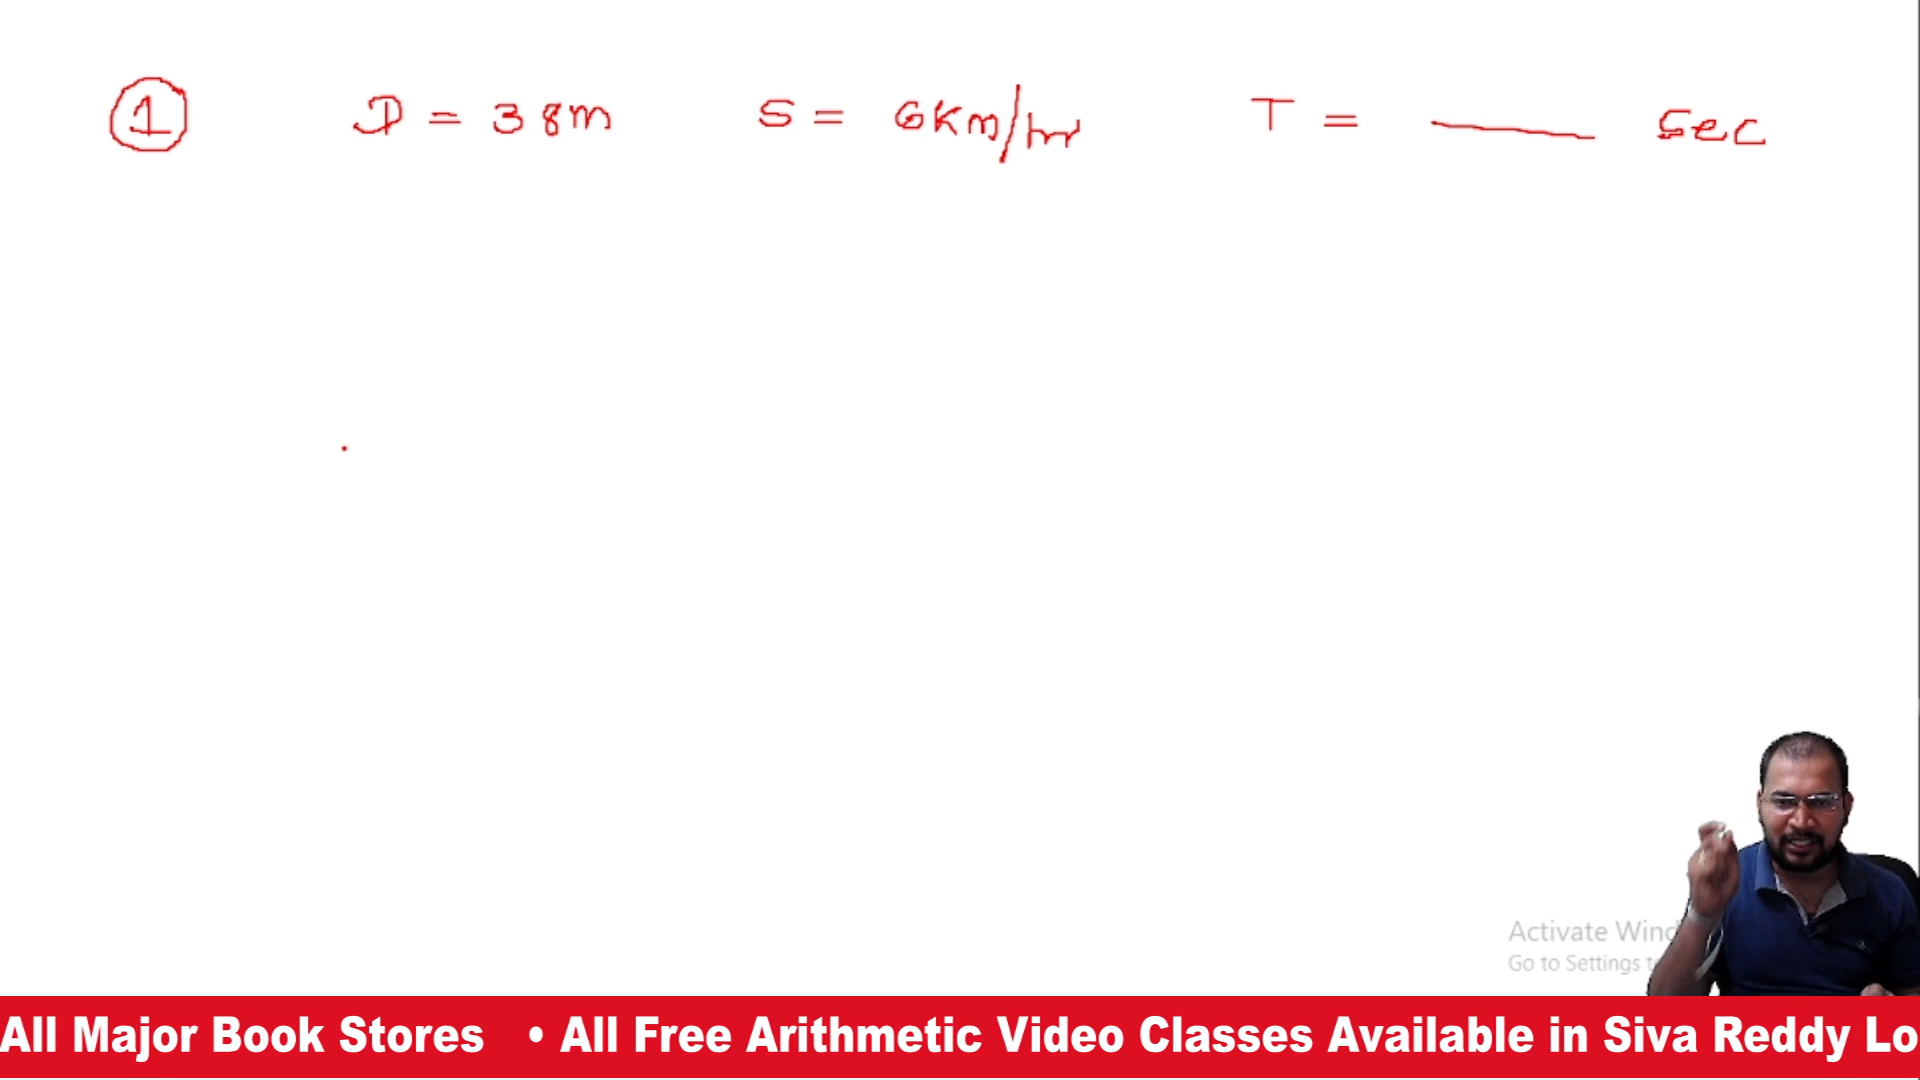 1 D = 38m S = 6Km/hr T = ___ Sec
Activate Wind
Go to Settings t
All Major Book Stores • All Free Arithmetic Video Classes Available in Siva Reddy Lo